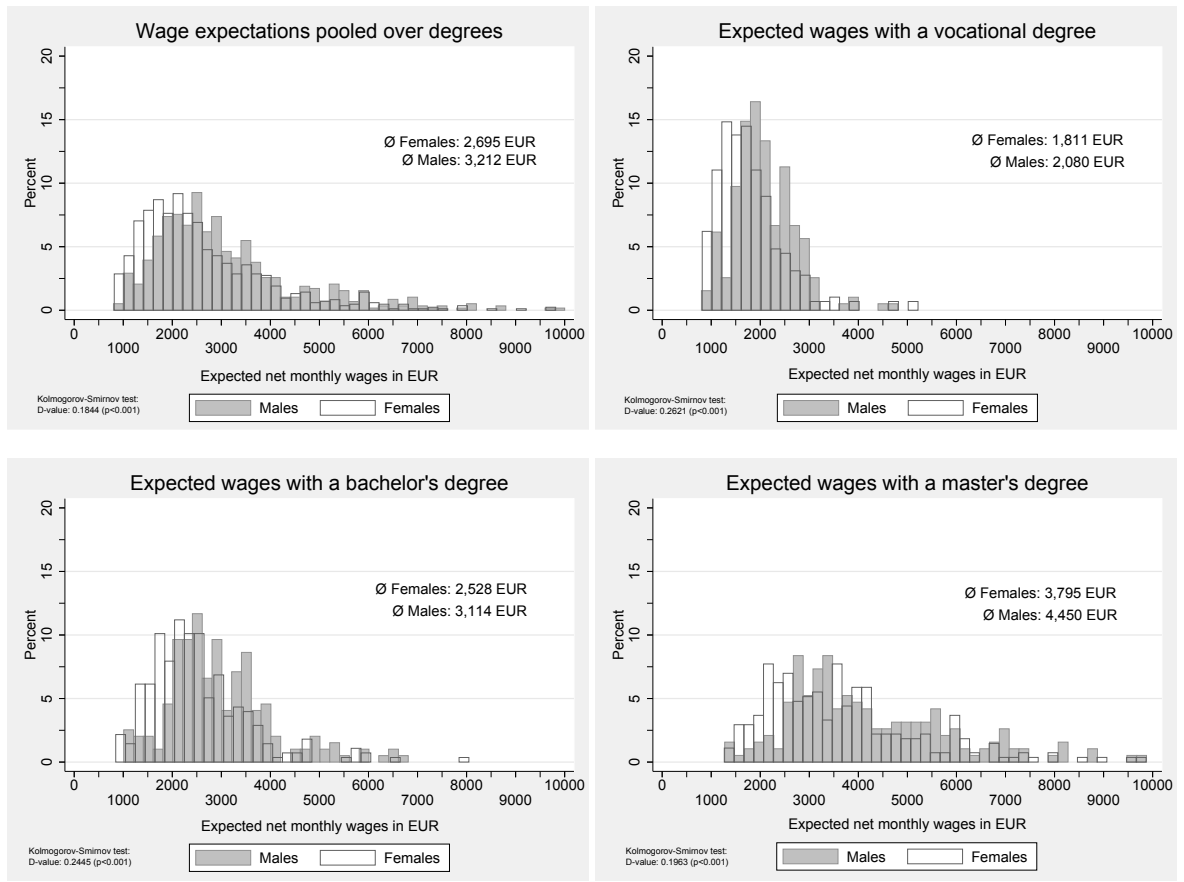 Wage expectations pooled over degrees
20
15
10
5
0
Percent
Ø Females: 2,695 EUR
Ø Males: 3,212 EUR
0 2000 4000 6000 8000 10000
1000 3000 5000 7000 9000
Expected net monthly wages in EUR
Kolmogorov-Smirnov test:
D-value: 0.1844 (p<0.001)
Males Females
Expected wages with a vocational degree
20
15
10
5
0
Percent
Ø Females: 1,811 EUR
Ø Males: 2,080 EUR
0 2000 4000 6000 8000 10000
1000 3000 5000 7000 9000
Expected net monthly wages in EUR
Kolmogorov-Smirnov test:
D-value: 0.2621 (p<0.001)
Males Females
Expected wages with a bachelor's degree
20
15
10
5
0
Percent
Ø Females: 2,528 EUR
Ø Males: 3,114 EUR
0 2000 4000 6000 8000 10000
1000 3000 5000 7000 9000
Expected net monthly wages in EUR
Kolmogorov-Smirnov test:
D-value: 0.2445 (p<0.001)
Males Females
Expected wages with a master's degree
20
15
10
5
0
Percent
Ø Females: 3,795 EUR
Ø Males: 4,450 EUR
0 2000 4000 6000 8000 10000
1000 3000 5000 7000 9000
Expected net monthly wages in EUR
Kolmogorov-Smirnov test:
D-value: 0.1963 (p<0.001)
Males Females